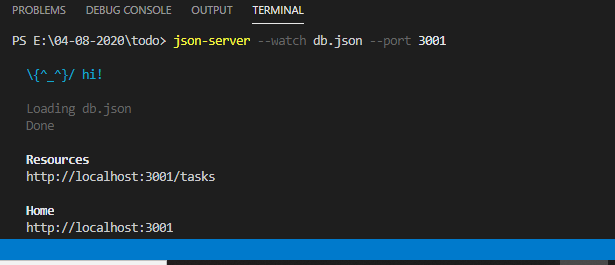 PROBLEMS DEBUG CONSOLE OUTPUT TERMINAL
PS E:\04-08-2020\todo> json-server --watch db.json --port 3001
\{^_^}/ hi!
Loading db.json
Done
Resources
http://localhost:3001/tasks
Home
http://localhost:3001